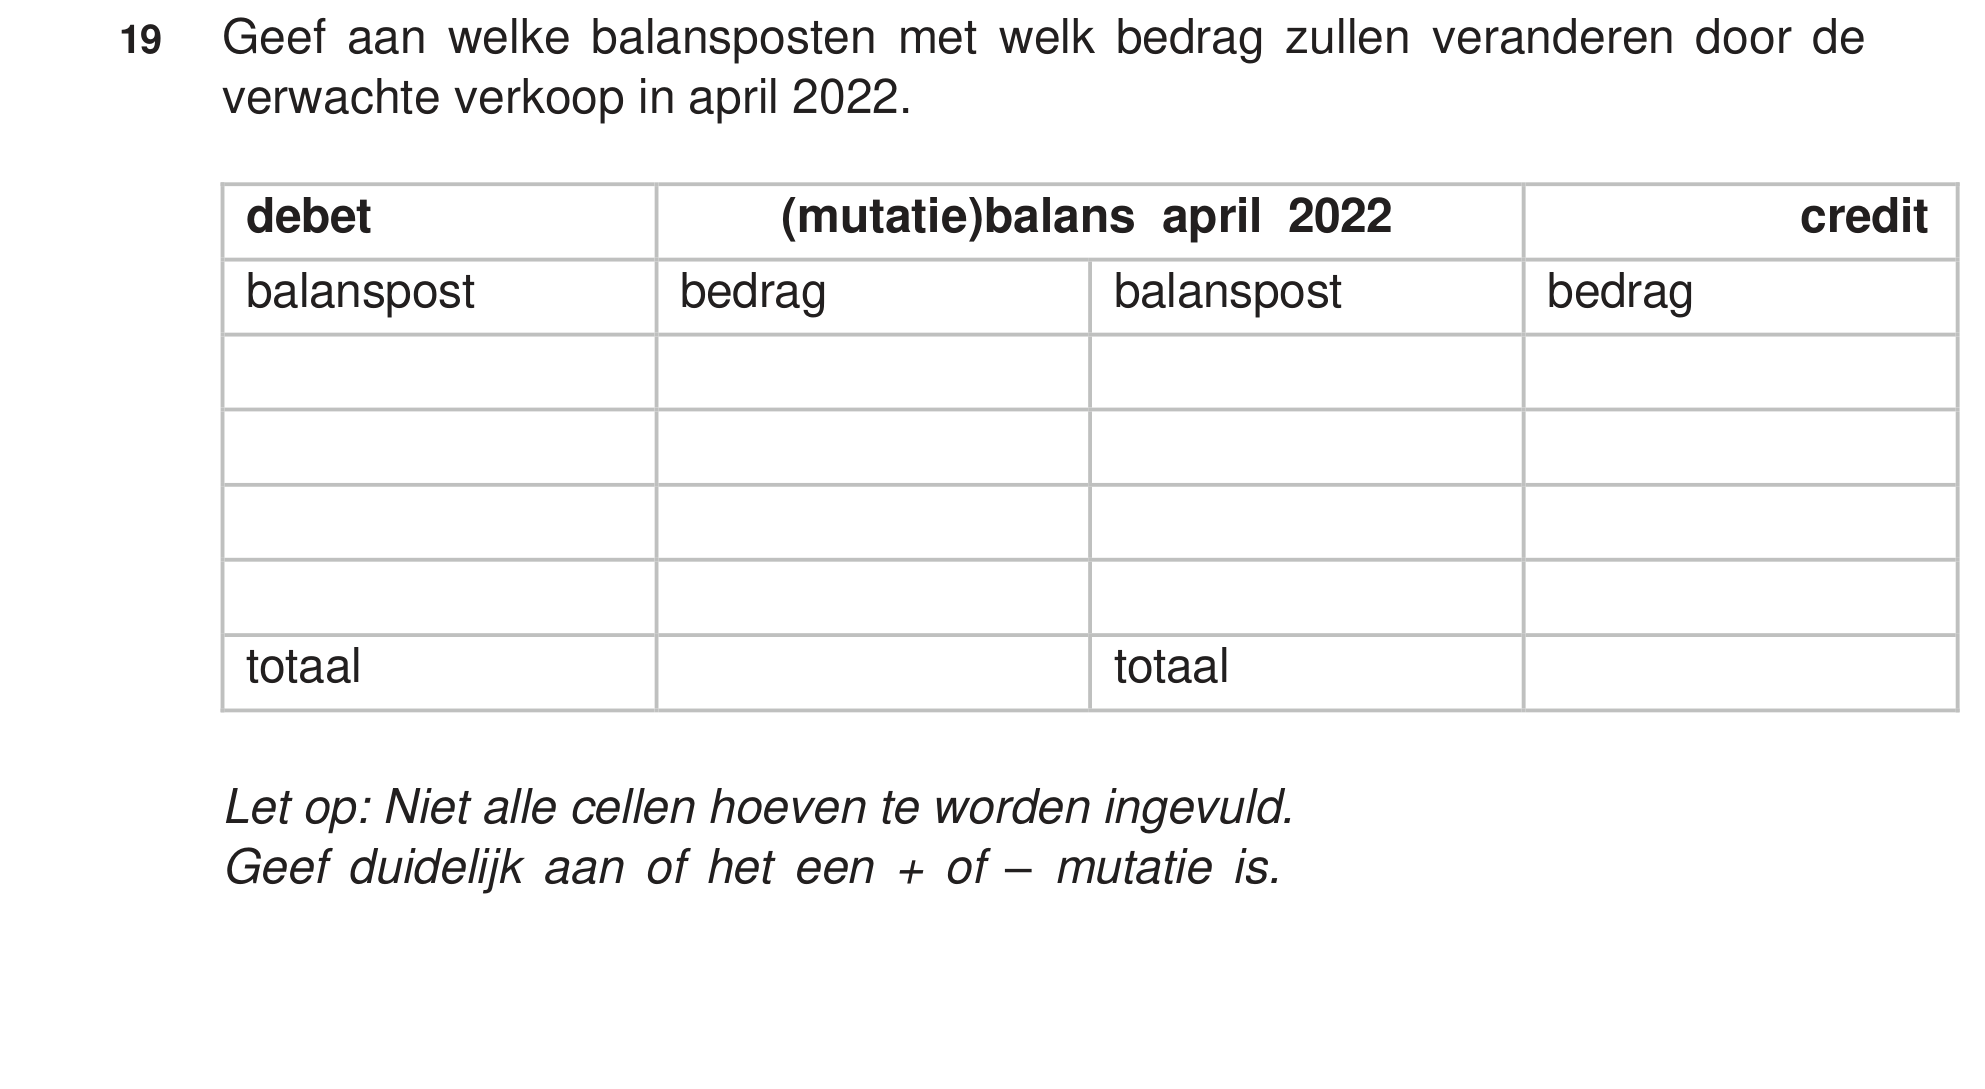 19 Geef aan welke balansposten met welk bedrag zullen veranderen door de
verwachte verkoop in april 2022.
debet (mutatie)balans april 2022 credit
balanspost bedrag balanspost bedrag
totaal totaal
Let op: Niet alle cellen hoeven te worden ingevuld.
Geef duidelijk aan of het een + of – mutatie is.